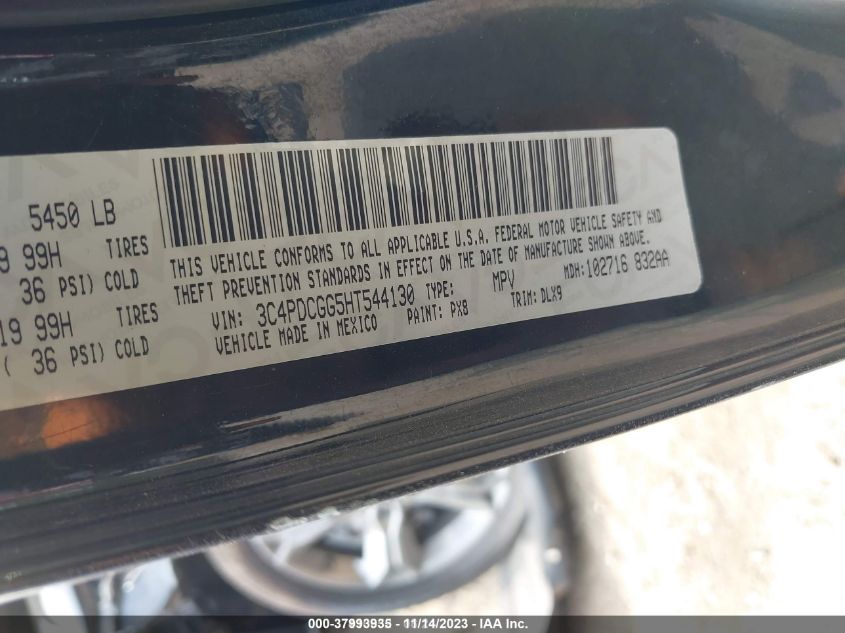 5450 LB
99H TIRES
36 PSI) COLD
19 99H TIRES
( 36 PSI) COLD
THIS VEHICLE CONFORMS TO ALL APPLICABLE U.S.A. FEDERAL MOTOR VEHICLE SAFETY AND
THEFT PREVENTION STANDARDS IN EFFECT ON THE DATE OF MANUFACTURE SHOWN ABOVE.
VIN: 3C4PDCGG5HT544130 TYPE: MPV MDH: 102716 832AA
VEHICLE MADE IN MEXICO PAINT: PX8 TRIM: DLX9
000-37993935 - 11/14/2023 - IAA Inc.